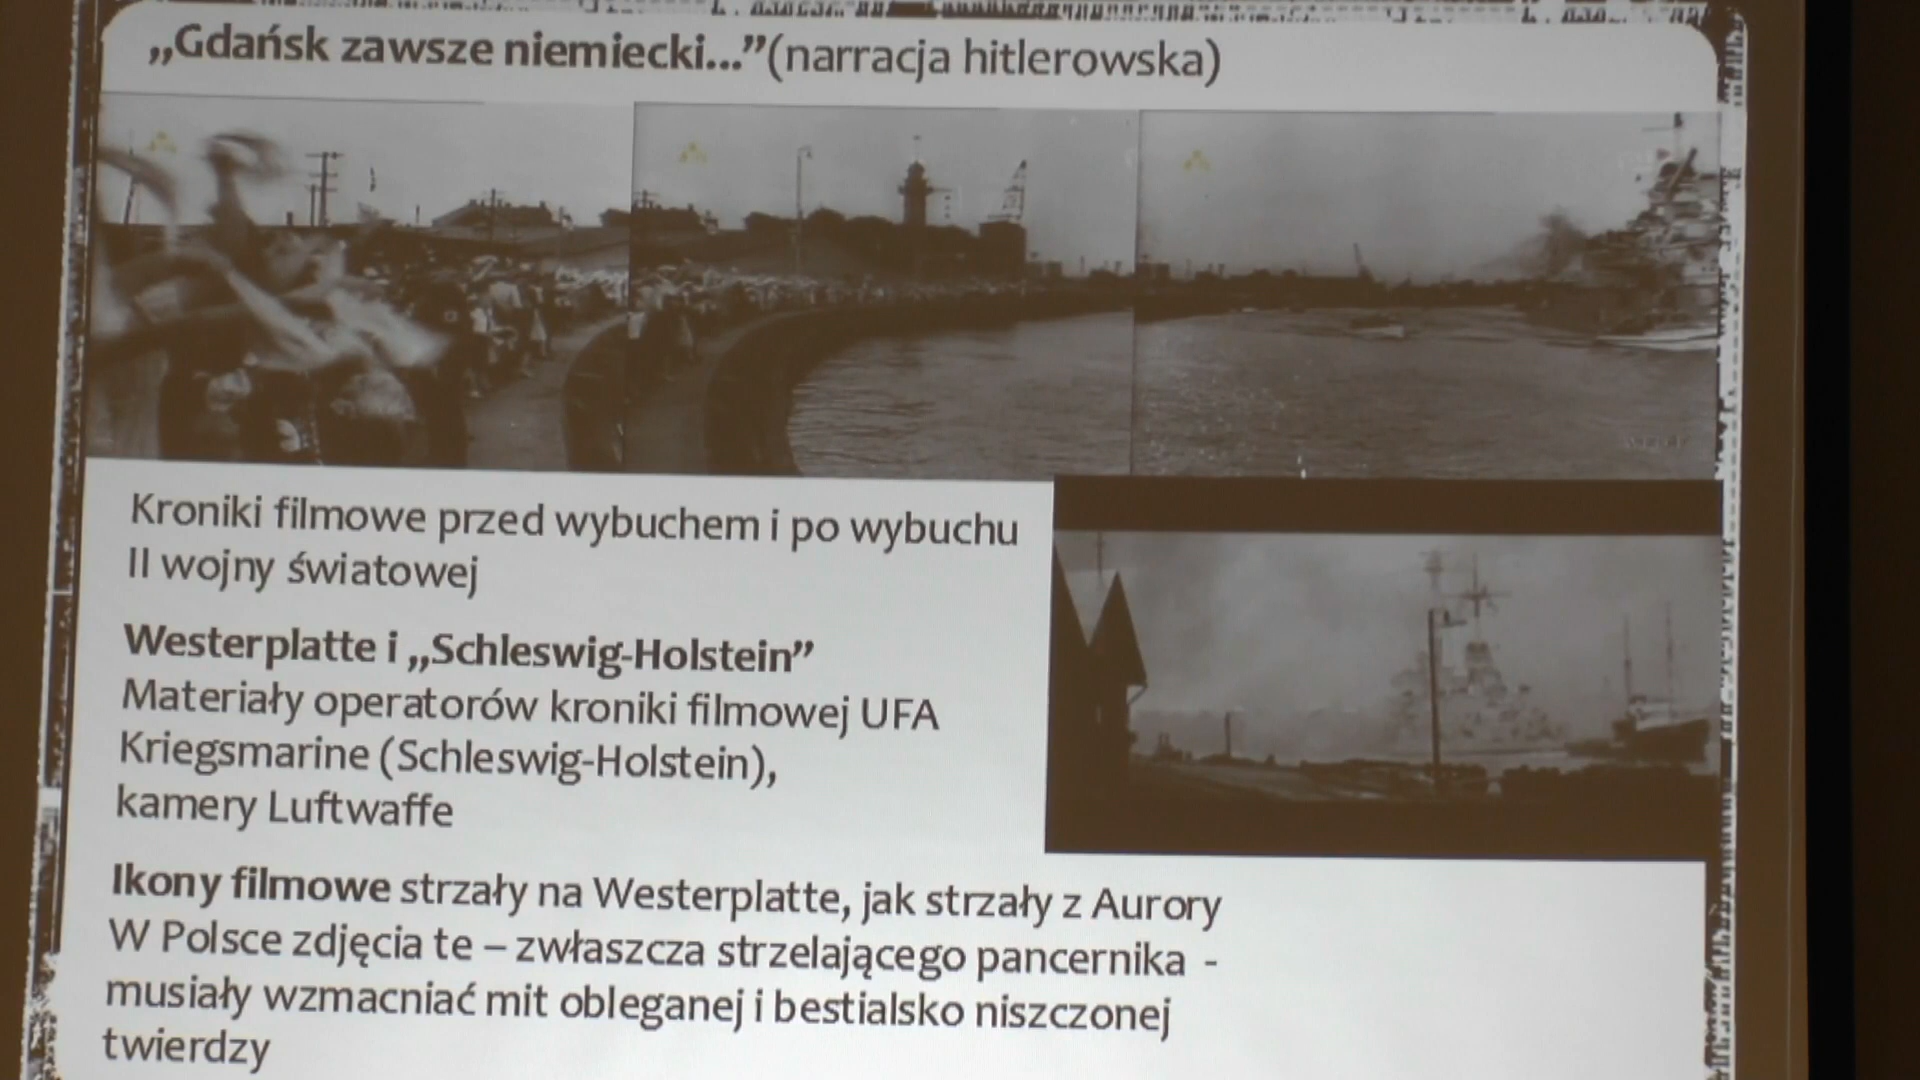 „Gdańsk zawsze niemiecki...”(narracja hitlerowska)
Kroniki filmowe przed wybuchem i po wybuchu
II wojny światowej
Westerplatte i „Schleswig-Holstein”
Materiały operatorów kroniki filmowej UFA
Kriegsmarine (Schleswig-Holstein),
kamery Luftwaffe
Ikony filmowe strzały na Westerplatte, jak strzały z Aurory
W Polsce zdjęcia te – zwłaszcza strzelającego pancernika -
musiały wzmacniać mit obleganej i bestialsko niszczonej
twierdzy